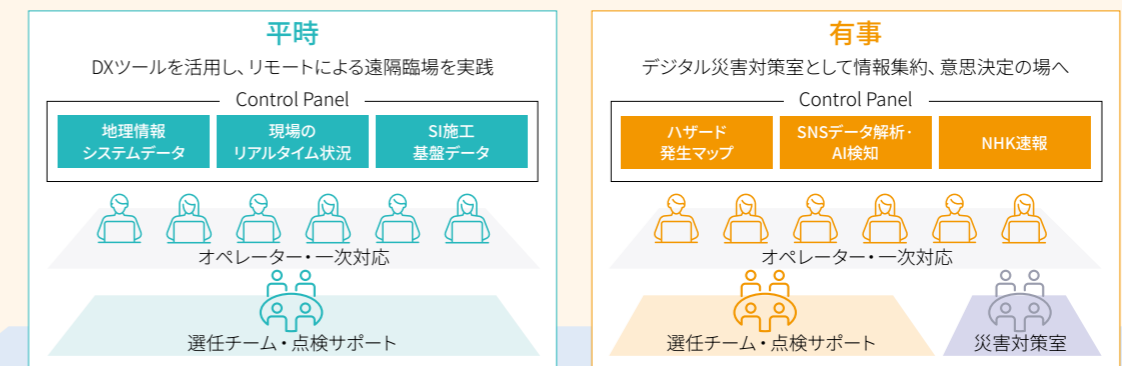 平時
DXツールを活用し、リモートによる遠隔臨場を実践
Control Panel
地理情報
システムデータ
現場の
リアルタイム状況
SI施工
基盤データ
オペレーター・一次対応
選任チーム・点検サポート
有事
デジタル災害対策室として情報集約、意思決定の場へ
Control Panel
ハザード
発生マップ
SNSデータ解析・
AI検知
NHK速報
オペレーター・一次対応
選任チーム・点検サポート
災害対策室